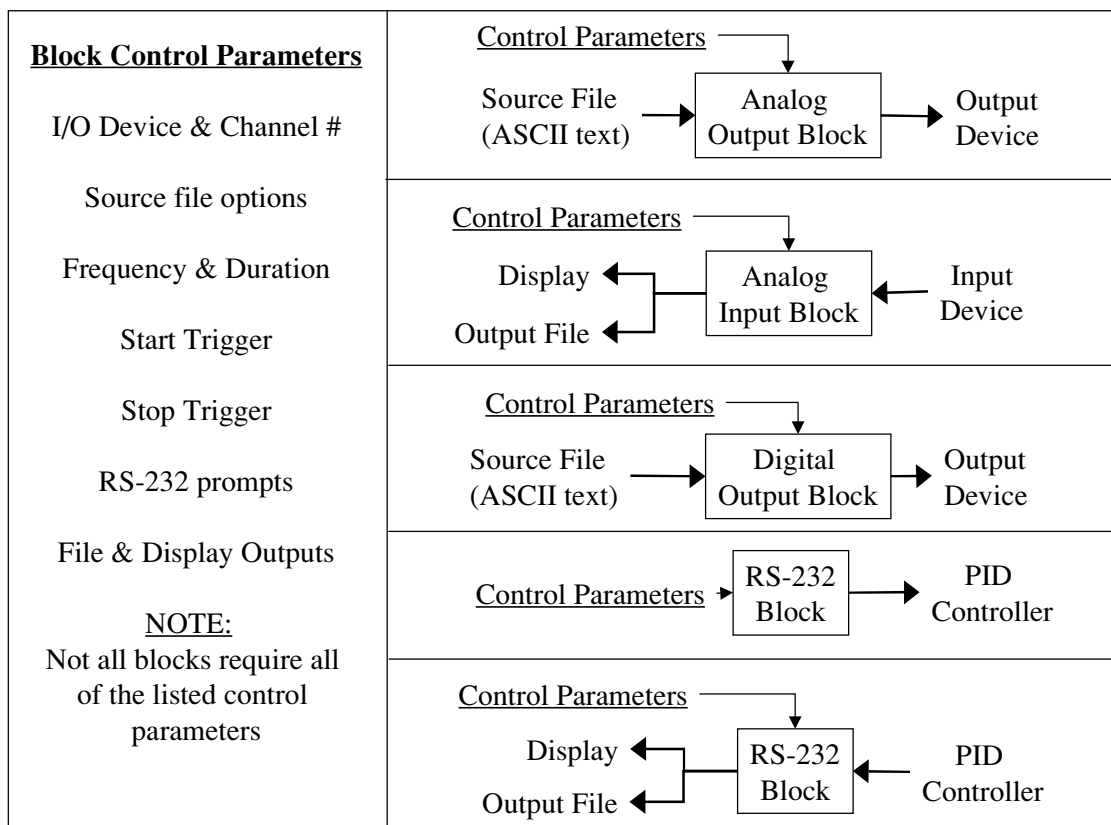 Block Control Parameters
I/O Device & Channel #
Source file options
Frequency & Duration
Start Trigger
Stop Trigger
RS-232 prompts
File & Display Outputs
NOTE:
Not all blocks require all
of the listed control
parameters
Control Parameters
Source File
(ASCII text)
Analog
Output Block
Output
Device
Control Parameters
Display
Output File
Analog
Input Block
Input
Device
Control Parameters
Source File
(ASCII text)
Digital
Output Block
Output
Device
Control Parameters
RS-232
Block
PID
Controller
Control Parameters
Display
Output File
RS-232
Block
PID
Controller